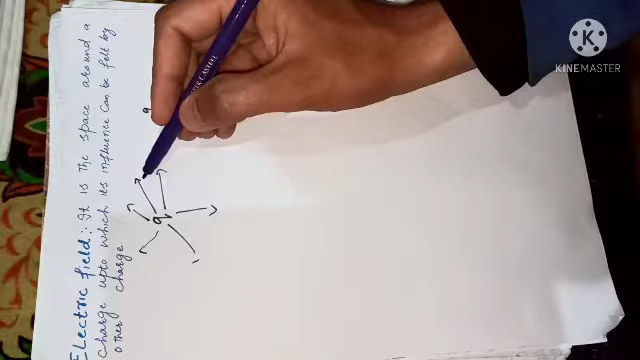 Electric field:- It is the space around a
charge upto which its influence can be felt by
other charge
q
q
KINEMASTER